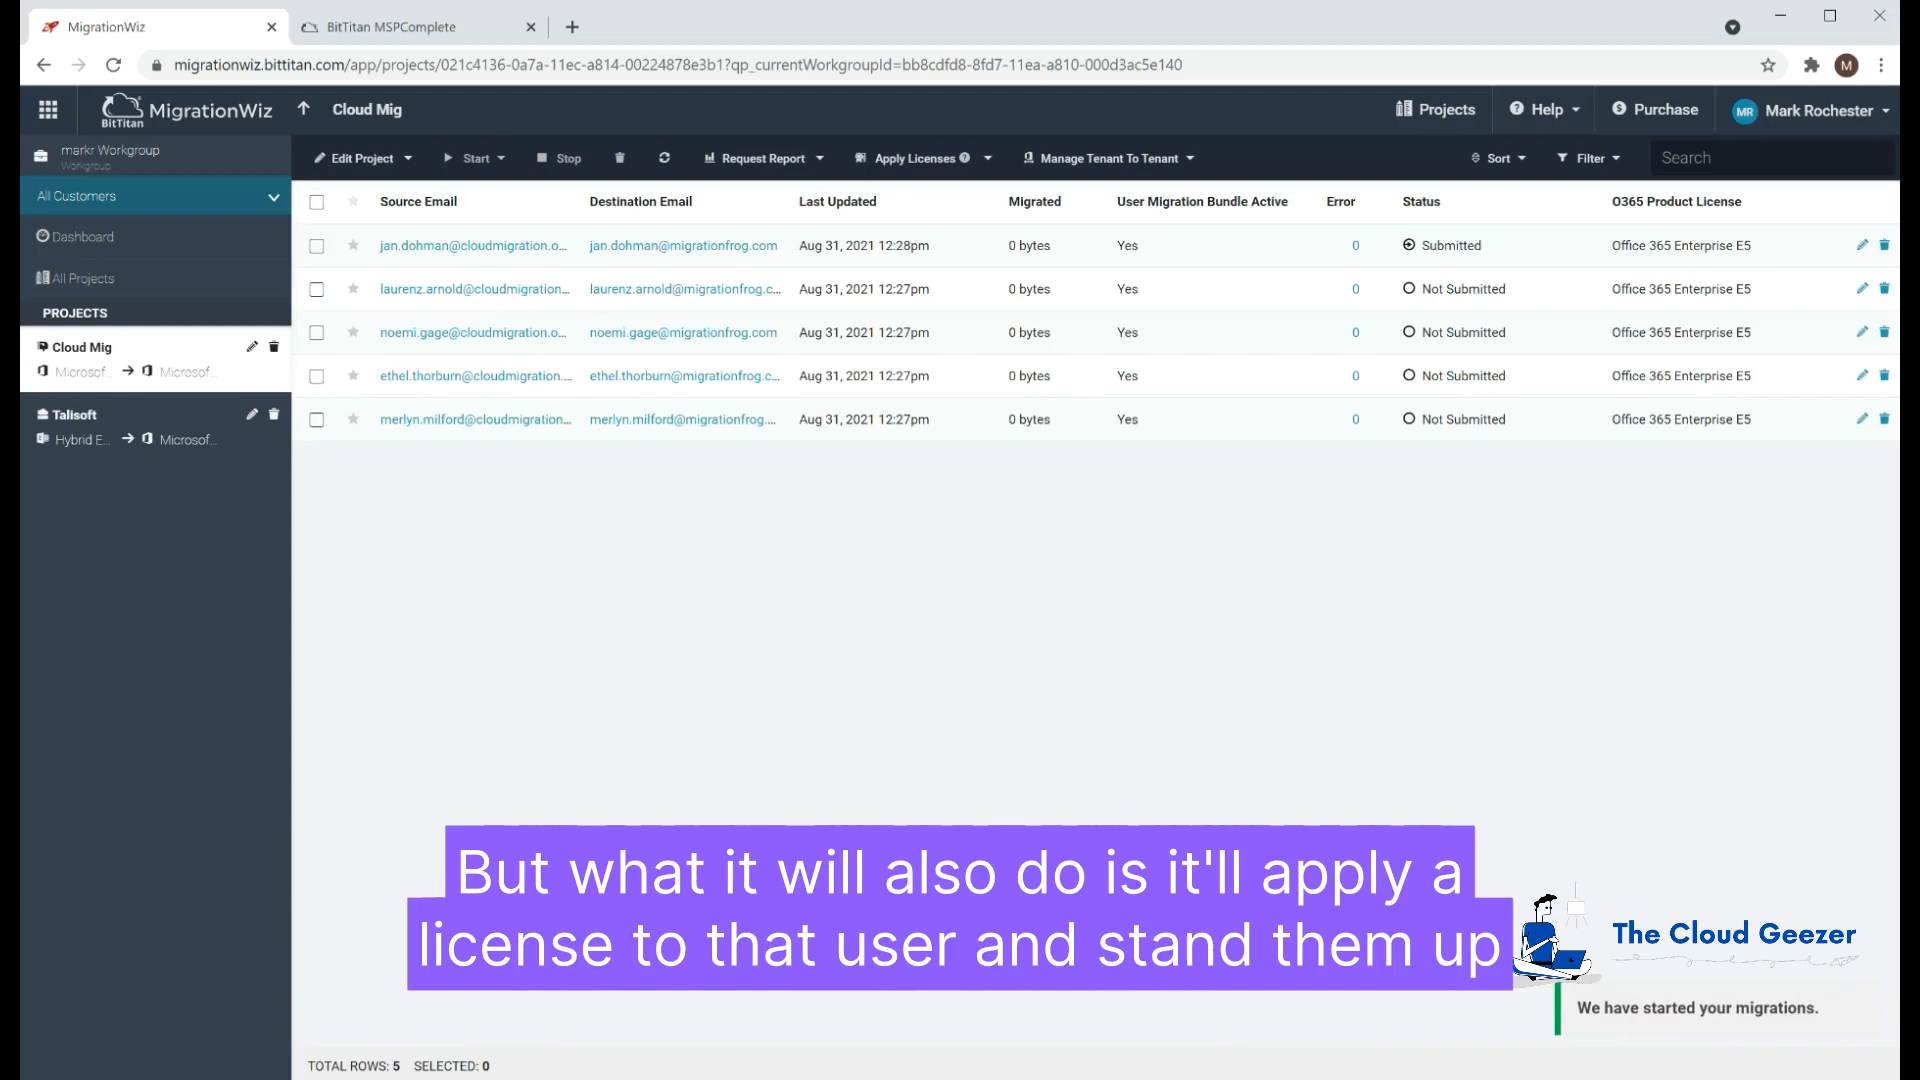 MigrationWiz
BitTitan MSPComplete
migrationwiz.bittitan.com/app/projects/021c4136-0a7a-11ec-a814-00224878e3b1?qp_currentWorkgroupId=bb8cdfd8-8fd7-11ea-a810-000d3ac5e140
M
BitTitan MigrationWiz
Cloud Mig
Projects
Help
Purchase
MR Mark Rochester
markr Workgroup
Workgroup
Edit Project
Start
Stop
Request Report
Apply Licenses
Manage Tenant To Tenant
Sort
Filter
Search
All Customers
Dashboard
All Projects
PROJECTS
Cloud Mig
Microsof... Microsof...
Talisoft
Hybrid E... Microsof...
Source Email Destination Email Last Updated Migrated User Migration Bundle Active Error Status O365 Product License
jan.dohman@cloudmigration.o... jan.dohman@migrationfrog.com Aug 31, 2021 12:28pm 0 bytes Yes 0 Submitted Office 365 Enterprise E5
laurenz.arnold@cloudmigration... laurenz.arnold@migrationfrog.c... Aug 31, 2021 12:27pm 0 bytes Yes 0 Not Submitted Office 365 Enterprise E5
noemi.gage@cloudmigration.o... noemi.gage@migrationfrog.com Aug 31, 2021 12:27pm 0 bytes Yes 0 Not Submitted Office 365 Enterprise E5
ethel.thorburn@cloudmigration.... ethel.thorburn@migrationfrog.c... Aug 31, 2021 12:27pm 0 bytes Yes 0 Not Submitted Office 365 Enterprise E5
merlyn.milford@cloudmigration... merlyn.milford@migrationfrog.... Aug 31, 2021 12:27pm 0 bytes Yes 0 Not Submitted Office 365 Enterprise E5
But what it will also do is it'll apply a
license to that user and stand them up
The Cloud Geezer
We have started your migrations.
TOTAL ROWS: 5 SELECTED: 0